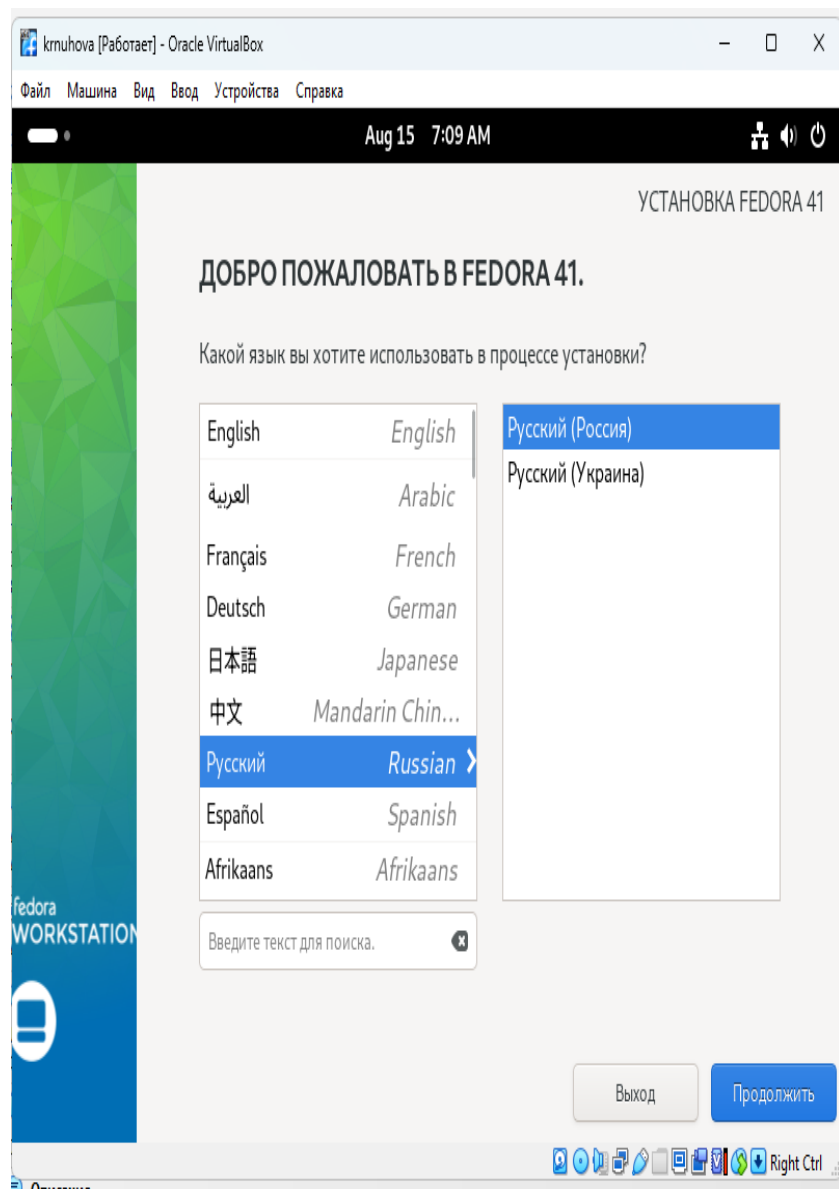 krnuhova [Работает] - Oracle VirtualBox
Файл Машина Вид Ввод Устройства Справка
Aug 15 7:09 AM
УСТАНОВКА FEDORA 41
ДОБРО ПОЖАЛОВАТЬ В FEDORA 41.
Какой язык вы хотите использовать в процессе установки?
English English
العربية Arabic
Français French
Deutsch German
日本語 Japanese
中文 Mandarin Chin...
Русский Russian
Español Spanish
Afrikaans Afrikaans
Русский (Россия)
Русский (Украина)
Введите текст для поиска.
fedora
WORKSTATION
Выход Продолжить
Right Ctrl